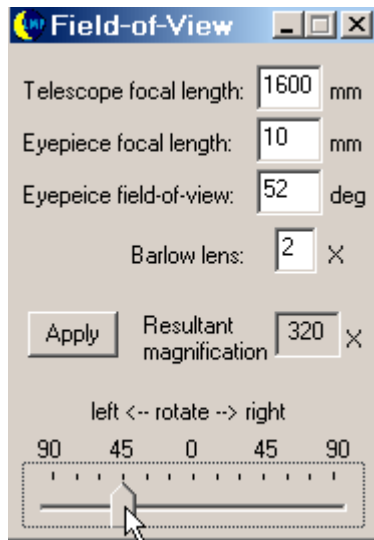 Field-of-View
Telescope focal length: 1600 mm
Eyepiece focal length: 10 mm
Eyepeice field-of-view: 52 deg
Barlow lens: 2 X
Apply Resultant magnification 320 X
left <-- rotate --> right
90 45 0 45 90